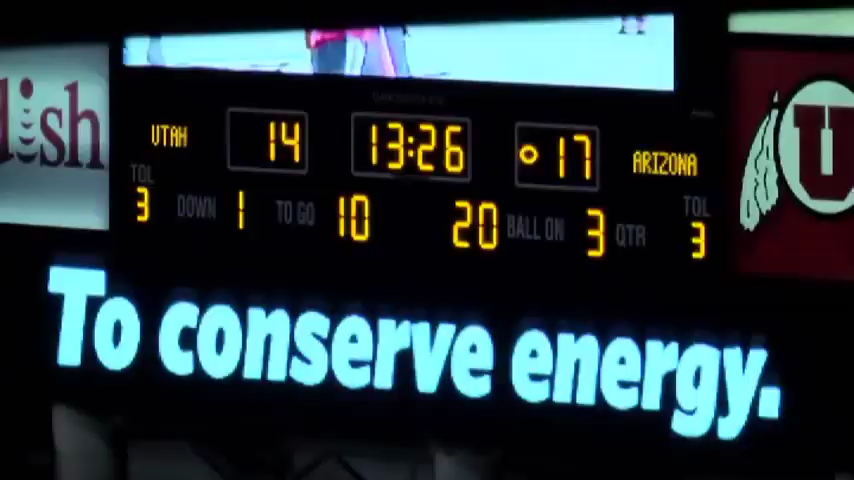 dish
UTAH 14 13:26 17 ARIZONA
TOL TOL
3 DOWN 1 TO GO 10 20 BALL ON 3 QTR 3
U
To conserve energy.